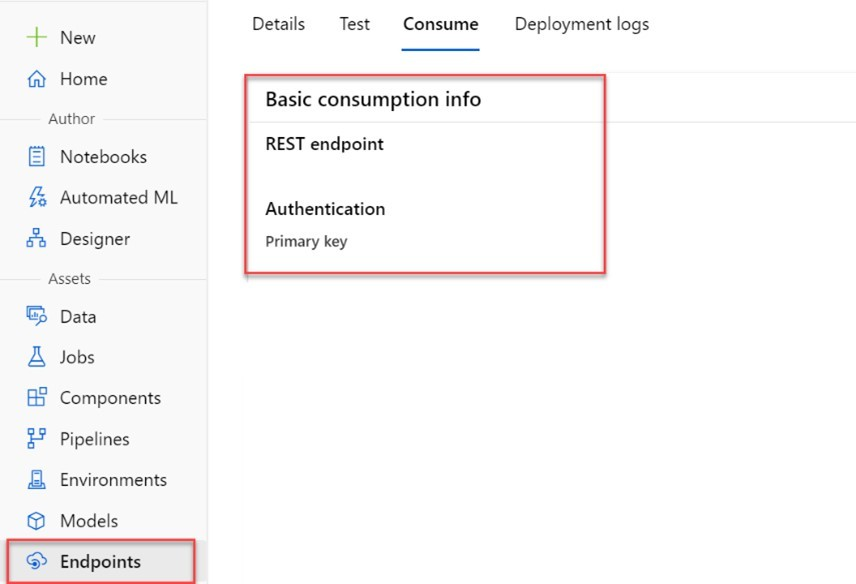 New
Home
Author
Notebooks
Automated ML
Designer
Assets
Data
Jobs
Components
Pipelines
Environments
Models
Endpoints
Details Test Consume Deployment logs
Basic consumption info
REST endpoint
Authentication
Primary key